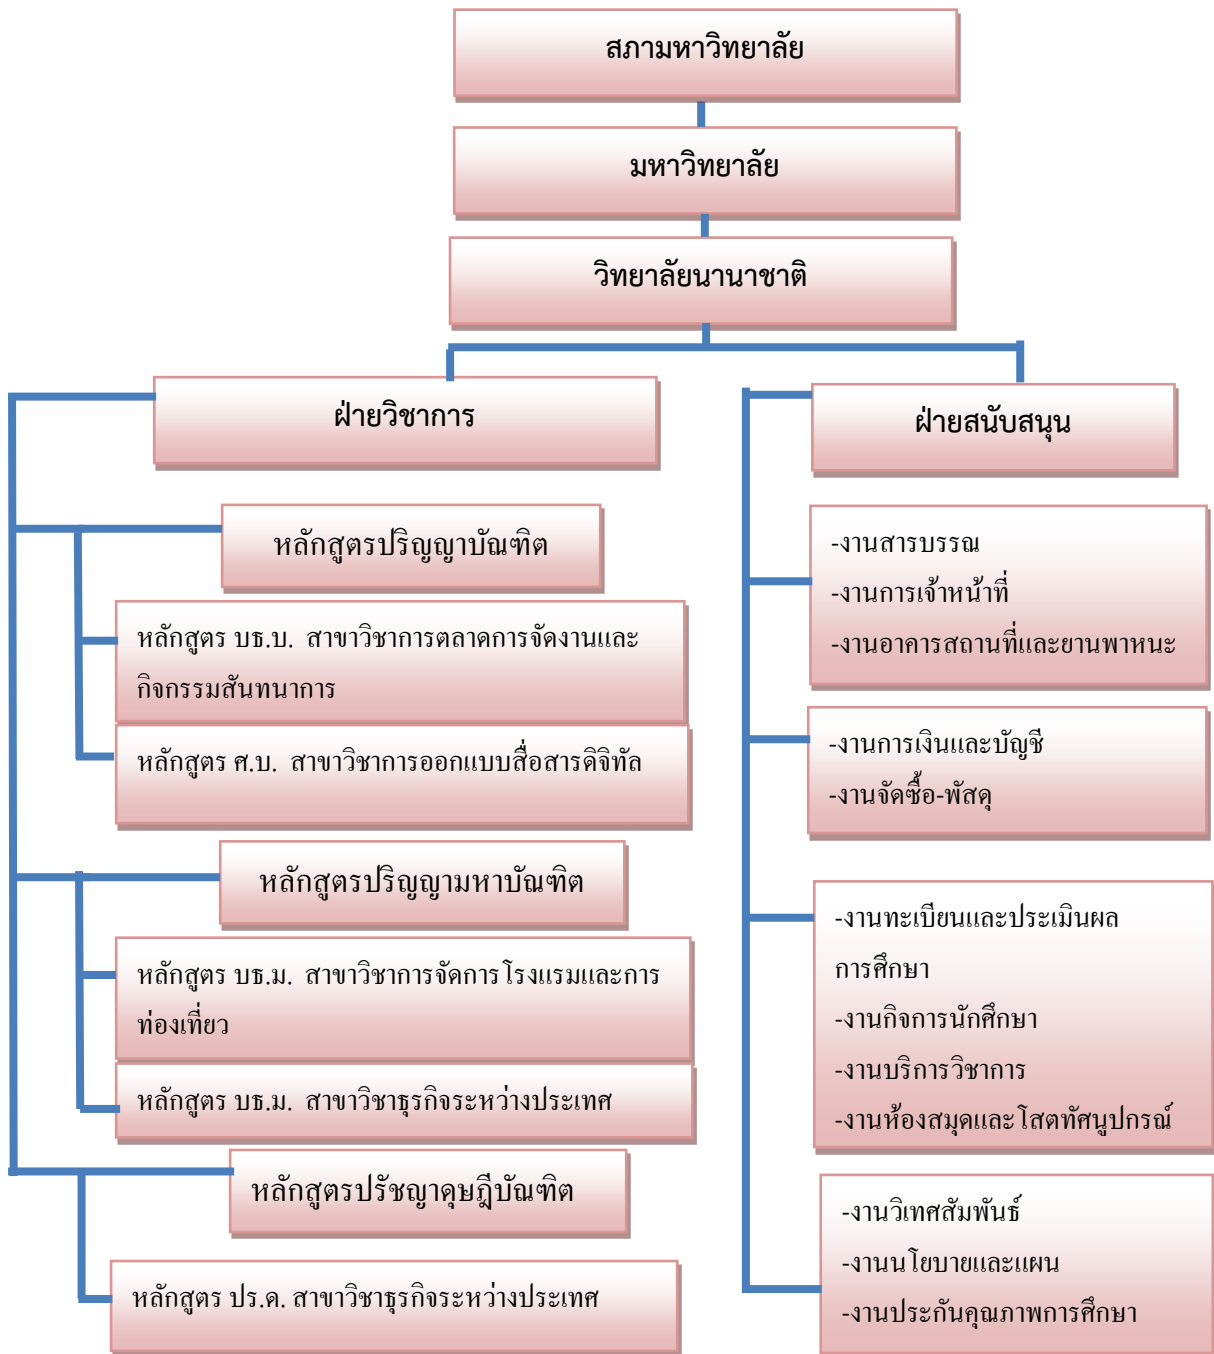 สภามหาวิทยาลัย
มหาวิทยาลัย
วิทยาลัยนานาชาติ
ฝ่ายวิชาการ
หลักสูตรปริญญาบัณฑิต
หลักสูตร บธ.บ.  สาขาวิชาการตลาดการจัดงานและ
กิจกรรมสันทนาการ
หลักสูตร ศ.บ.  สาขาวิชาการออกแบบสื่อสารดิจิทัล
หลักสูตรปริญญามหาบัณฑิต
หลักสูตร บธ.ม.  สาขาวิชาการจัดการโรงแรมและการ
ท่องเที่ยว
หลักสูตร บธ.ม.  สาขาวิชาธุรกิจระหว่างประเทศ
หลักสูตรปรัชญาดุษฎีบัณฑิต
หลักสูตร ปร.ด. สาขาวิชาธุรกิจระหว่างประเทศ
ฝ่ายสนับสนุน
-งานสารบรรณ
-งานการเจ้าหน้าที่
-งานอาคารสถานที่และยานพาหนะ
-งานการเงินและบัญชี
-งานจัดซื้อ-พัสดุ
-งานทะเบียนและประเมินผล
การศึกษา
-งานกิจการนักศึกษา
-งานบริการวิชาการ
-งานห้องสมุดและโสตทัศนูปกรณ์
-งานวิเทศสัมพันธ์
-งานนโยบายและแผน
-งานประกันคุณภาพการศึกษา